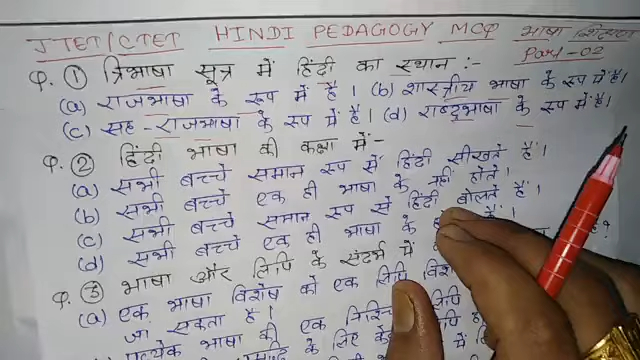 JTET/CTET HINDI PEDAGOGY MCQ भाषा शिक्षण
Part-02
Q. ① त्रिभाषा सूत्र में हिंदी का स्थान :-
(a) राजभाषा के रूप में है। (b) शास्त्रीय भाषा के रूप में है।
(c) सह-राजभाषा के रूप में है। (d) राष्ट्रभाषा के रूप में है।
Q. ② हिंदी भाषा की कक्षा में-
(a) सभी बच्चे समान रूप से हिंदी सीखते हैं।
(b) सभी बच्चे एक ही भाषा के नहीं होते।
(c) सभी बच्चे समान रूप से हिंदी बोलते हैं।
(d) सभी बच्चे एक ही भाषा के हैं।
Q. ③ भाषा और लिपि के संदर्भ में है?
(a) एक भाषा विशेष को एक लिपि
जा सकता है।
प्रत्येक भाषा की एक लिपि
के लिए